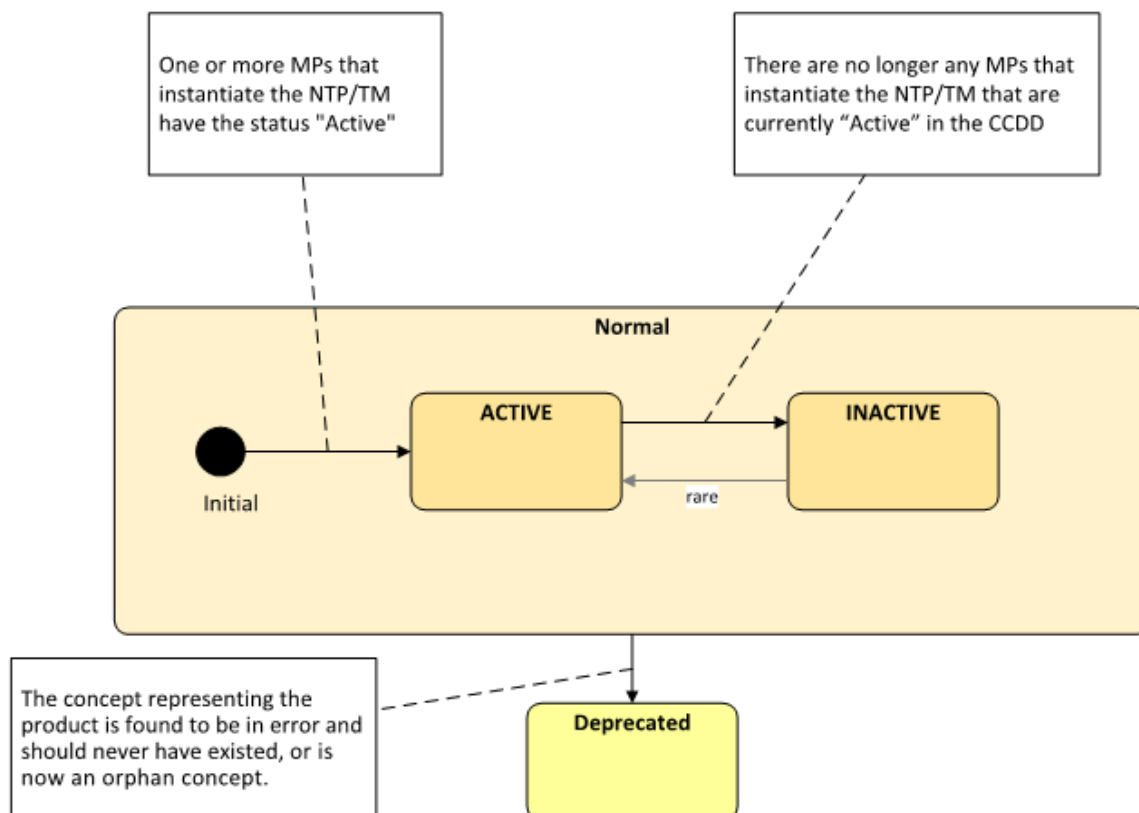 One or more MPs that
instantiate the NTP/TM
have the status "Active"
There are no longer any MPs that
instantiate the NTP/TM that are
currently “Active” in the CCDD
Normal
ACTIVE
INACTIVE
rare
Initial
The concept representing the
product is found to be in error and
should never have existed, or is
now an orphan concept.
Deprecated